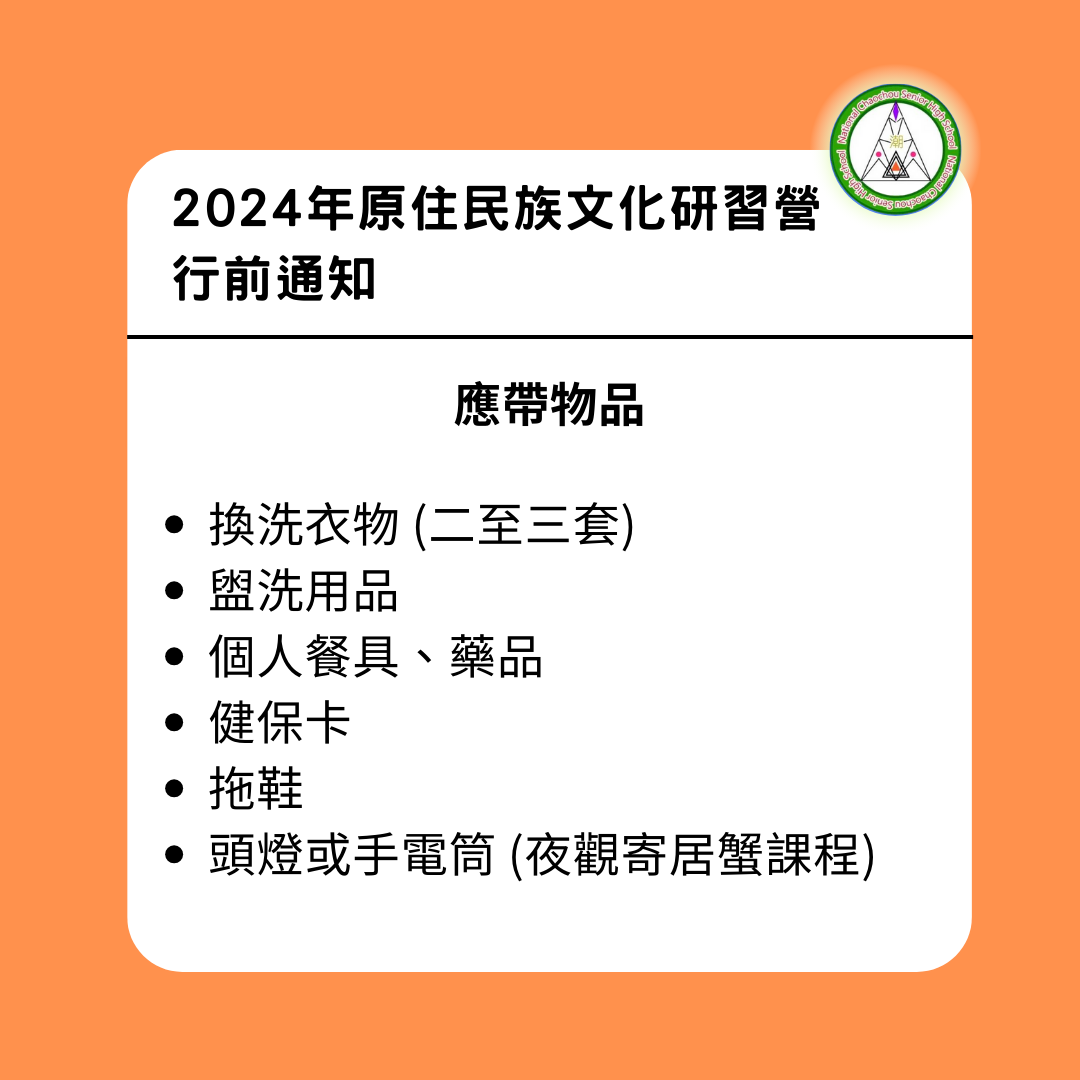 National Chaochou Senior High School National Chaochou Senior High School
潮
2024年原住民族文化研習營
行前通知
應帶物品
• 換洗衣物 (二至三套)
• 盥洗用品
• 個人餐具、藥品
• 健保卡
• 拖鞋
• 頭燈或手電筒 (夜觀寄居蟹課程)